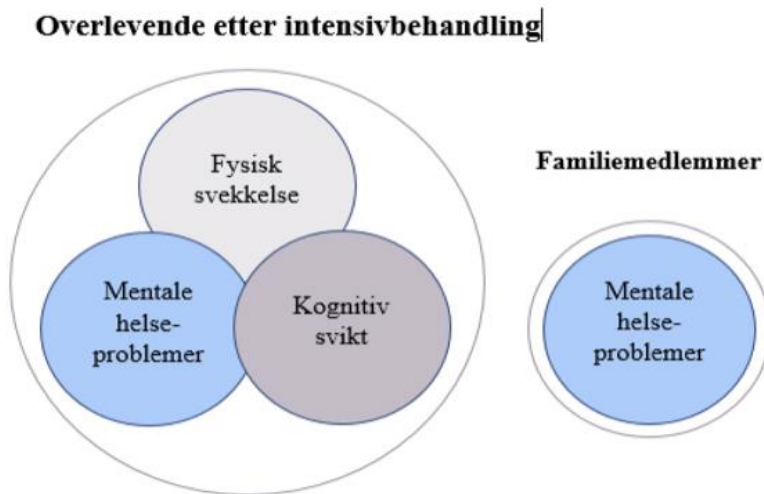 Overlevende etter intensivbehandling
Fysisk
svekkelse
Familiemedlemmer
Mentale
helse-
problemer
Kognitiv
svikt
Mentale
helse-
problemer